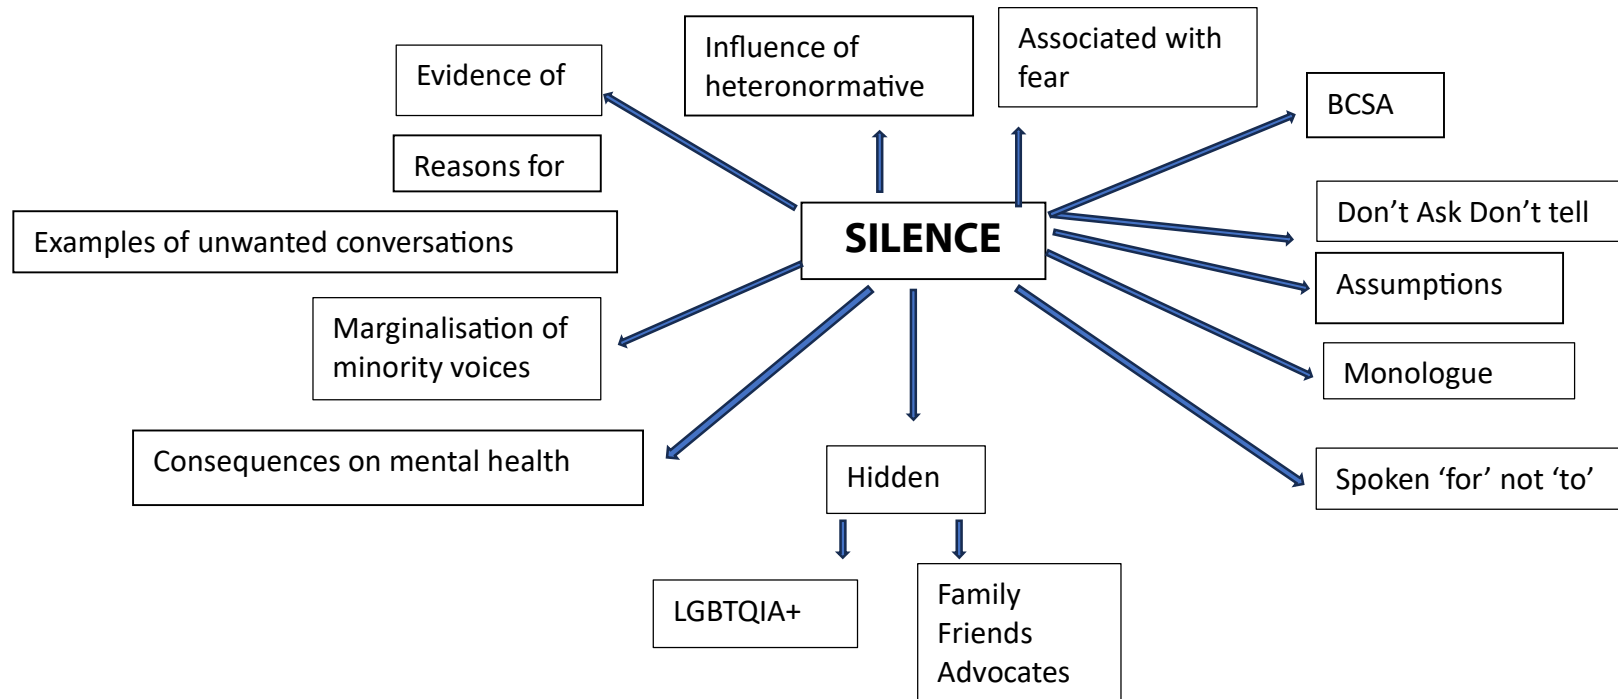 Evidence of
Influence of
heteronormative
Associated with
fear
BCSA
Reasons for
Don’t Ask Don’t tell
Examples of unwanted conversations
SILENCE
Assumptions
Marginalisation of
minority voices
Monologue
Consequences on mental health
Hidden
Spoken ‘for’ not ‘to’
LGBTQIA+
Family
Friends
Advocates